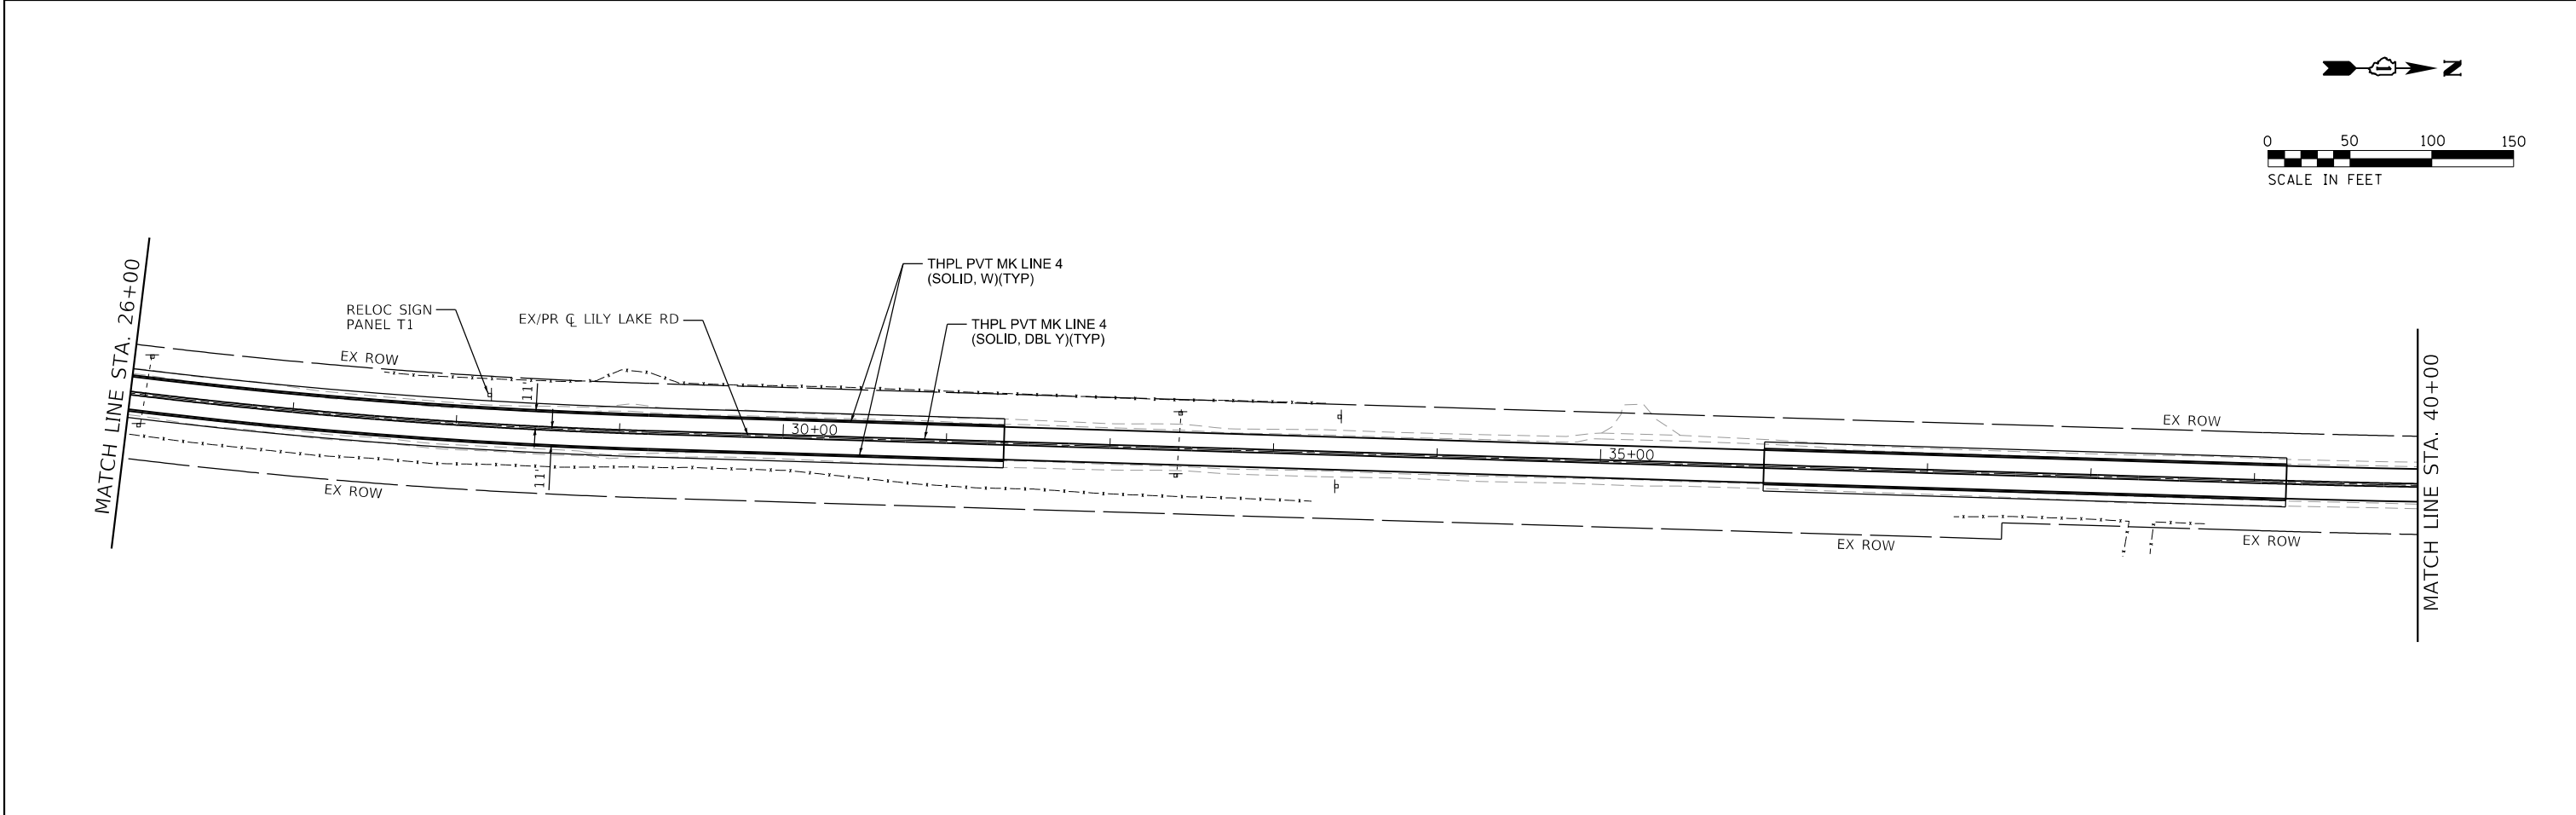 N
0 50 100 150
SCALE IN FEET
MATCH LINE STA. 26+00
THPL PVT MK LINE 4
(SOLID, W)(TYP)
RELOC SIGN
PANEL T1
EX/PR ℄ LILY LAKE RD
THPL PVT MK LINE 4
(SOLID, DBL Y)(TYP)
EX ROW
11'
30+00
35+00
EX ROW
11'
EX ROW
EX ROW
EX ROW
MATCH LINE STA. 40+00